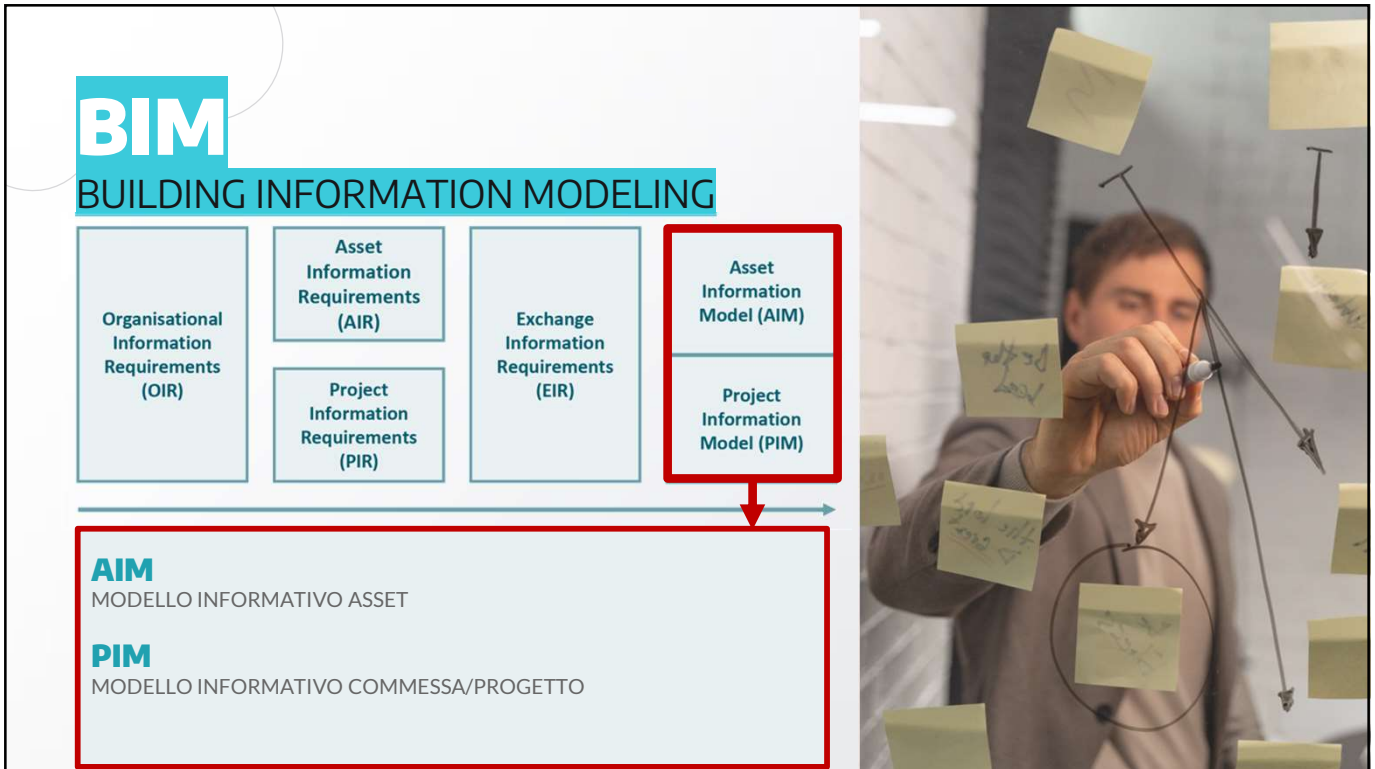 BIM
BUILDING INFORMATION MODELING
Organisational
Information
Requirements
(OIR)
Asset
Information
Requirements
(AIR)
Project
Information
Requirements
(PIR)
Exchange
Information
Requirements
(EIR)
Asset
Information
Model (AIM)
Project
Information
Model (PIM)
AIM
MODELLO INFORMATIVO ASSET
PIM
MODELLO INFORMATIVO COMMESSA/PROGETTO